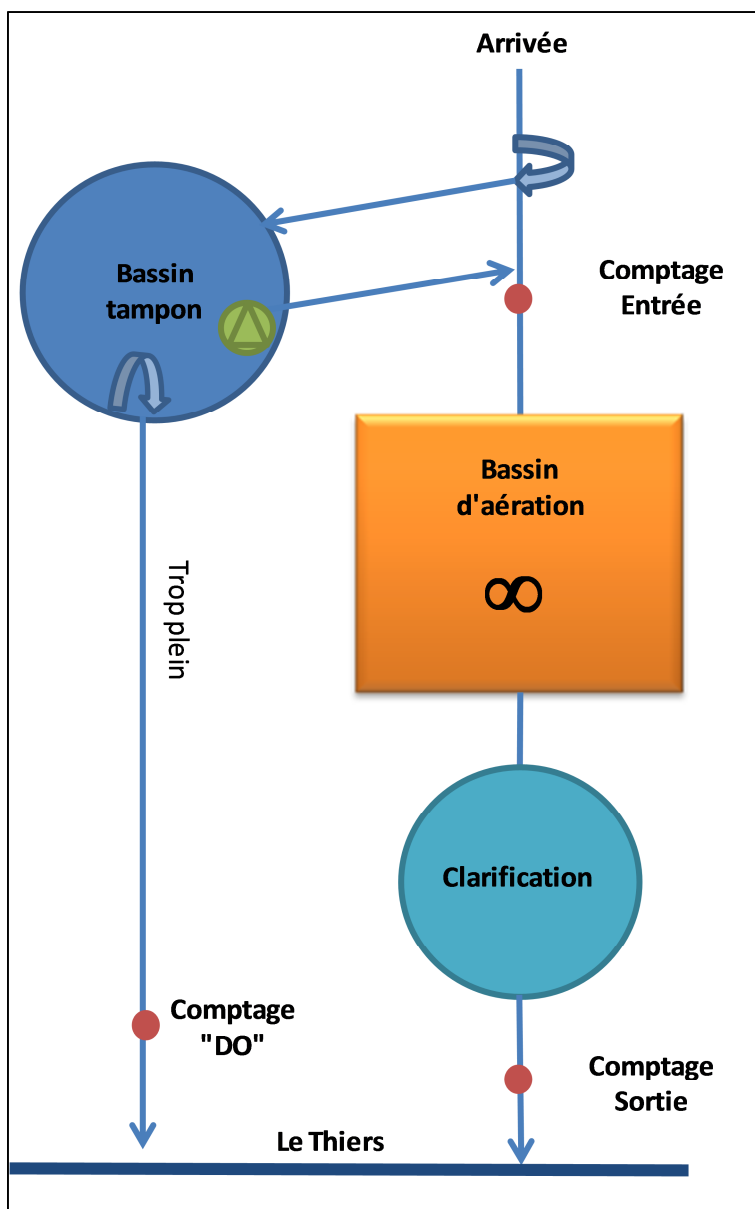 Arrivée
Bassin
tampon
Comptage
Entrée
Bassin
d'aération
∞
Trop plein
Clarification
Comptage
"DO"
Comptage
Sortie
Le Thiers